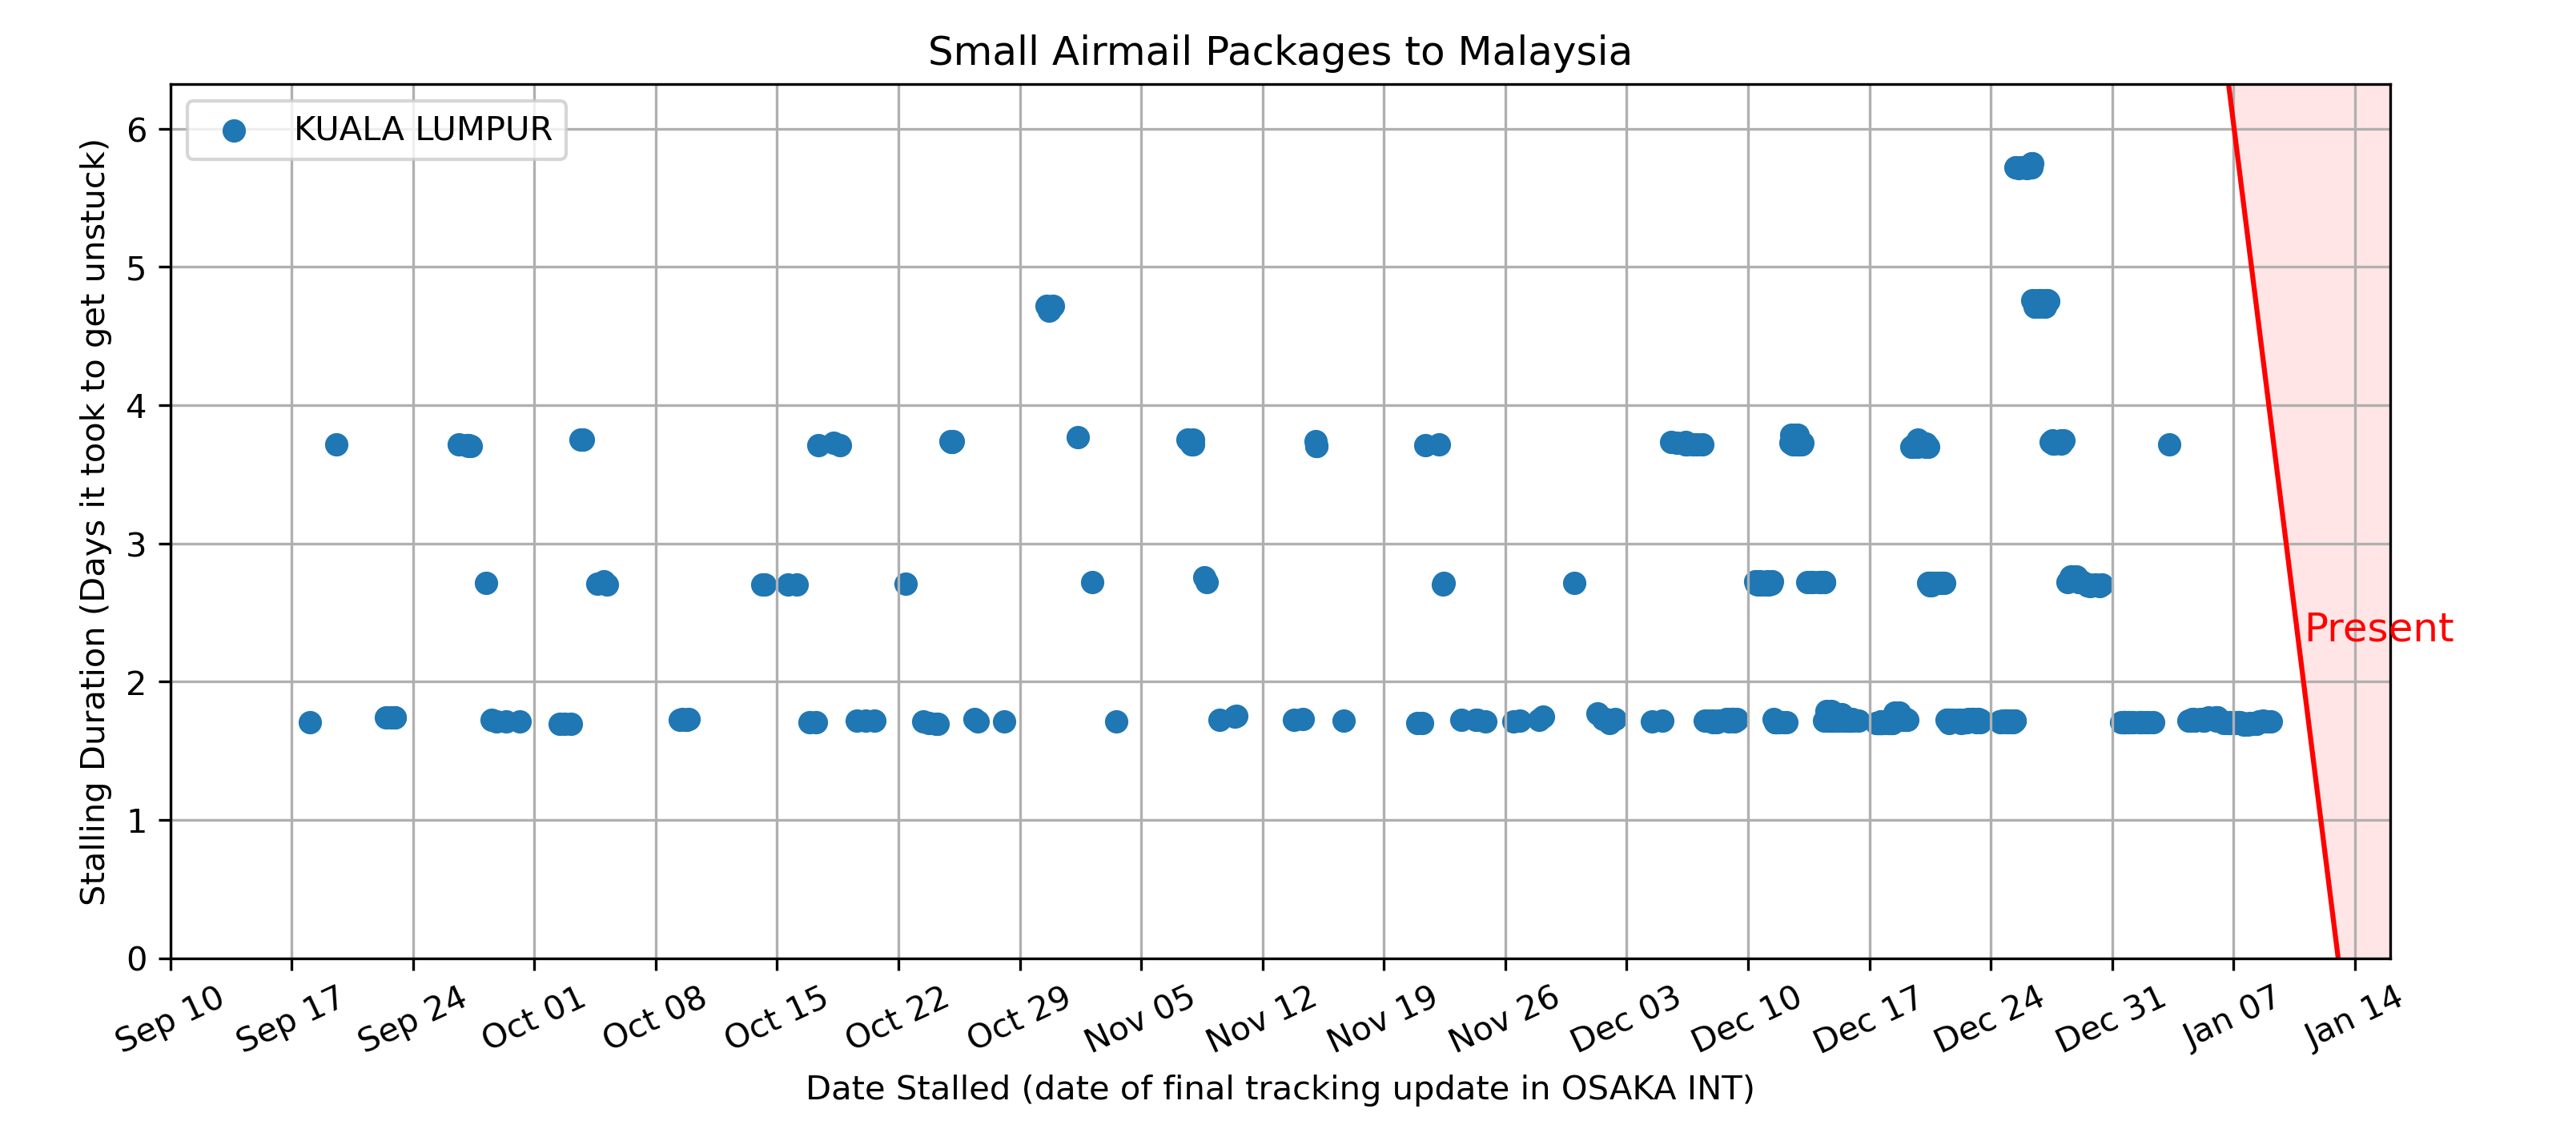 Small Airmail Packages to Malaysia
KUALA LUMPUR
Stalling Duration (Days it took to get unstuck)
6
5
4
3
2
1
0
Present
Sep 10
Sep 17
Sep 24
Oct 01
Oct 08
Oct 15
Oct 22
Oct 29
Nov 05
Nov 12
Nov 19
Nov 26
Dec 03
Dec 10
Dec 17
Dec 24
Dec 31
Jan 07
Jan 14
Date Stalled (date of final tracking update in OSAKA INT)